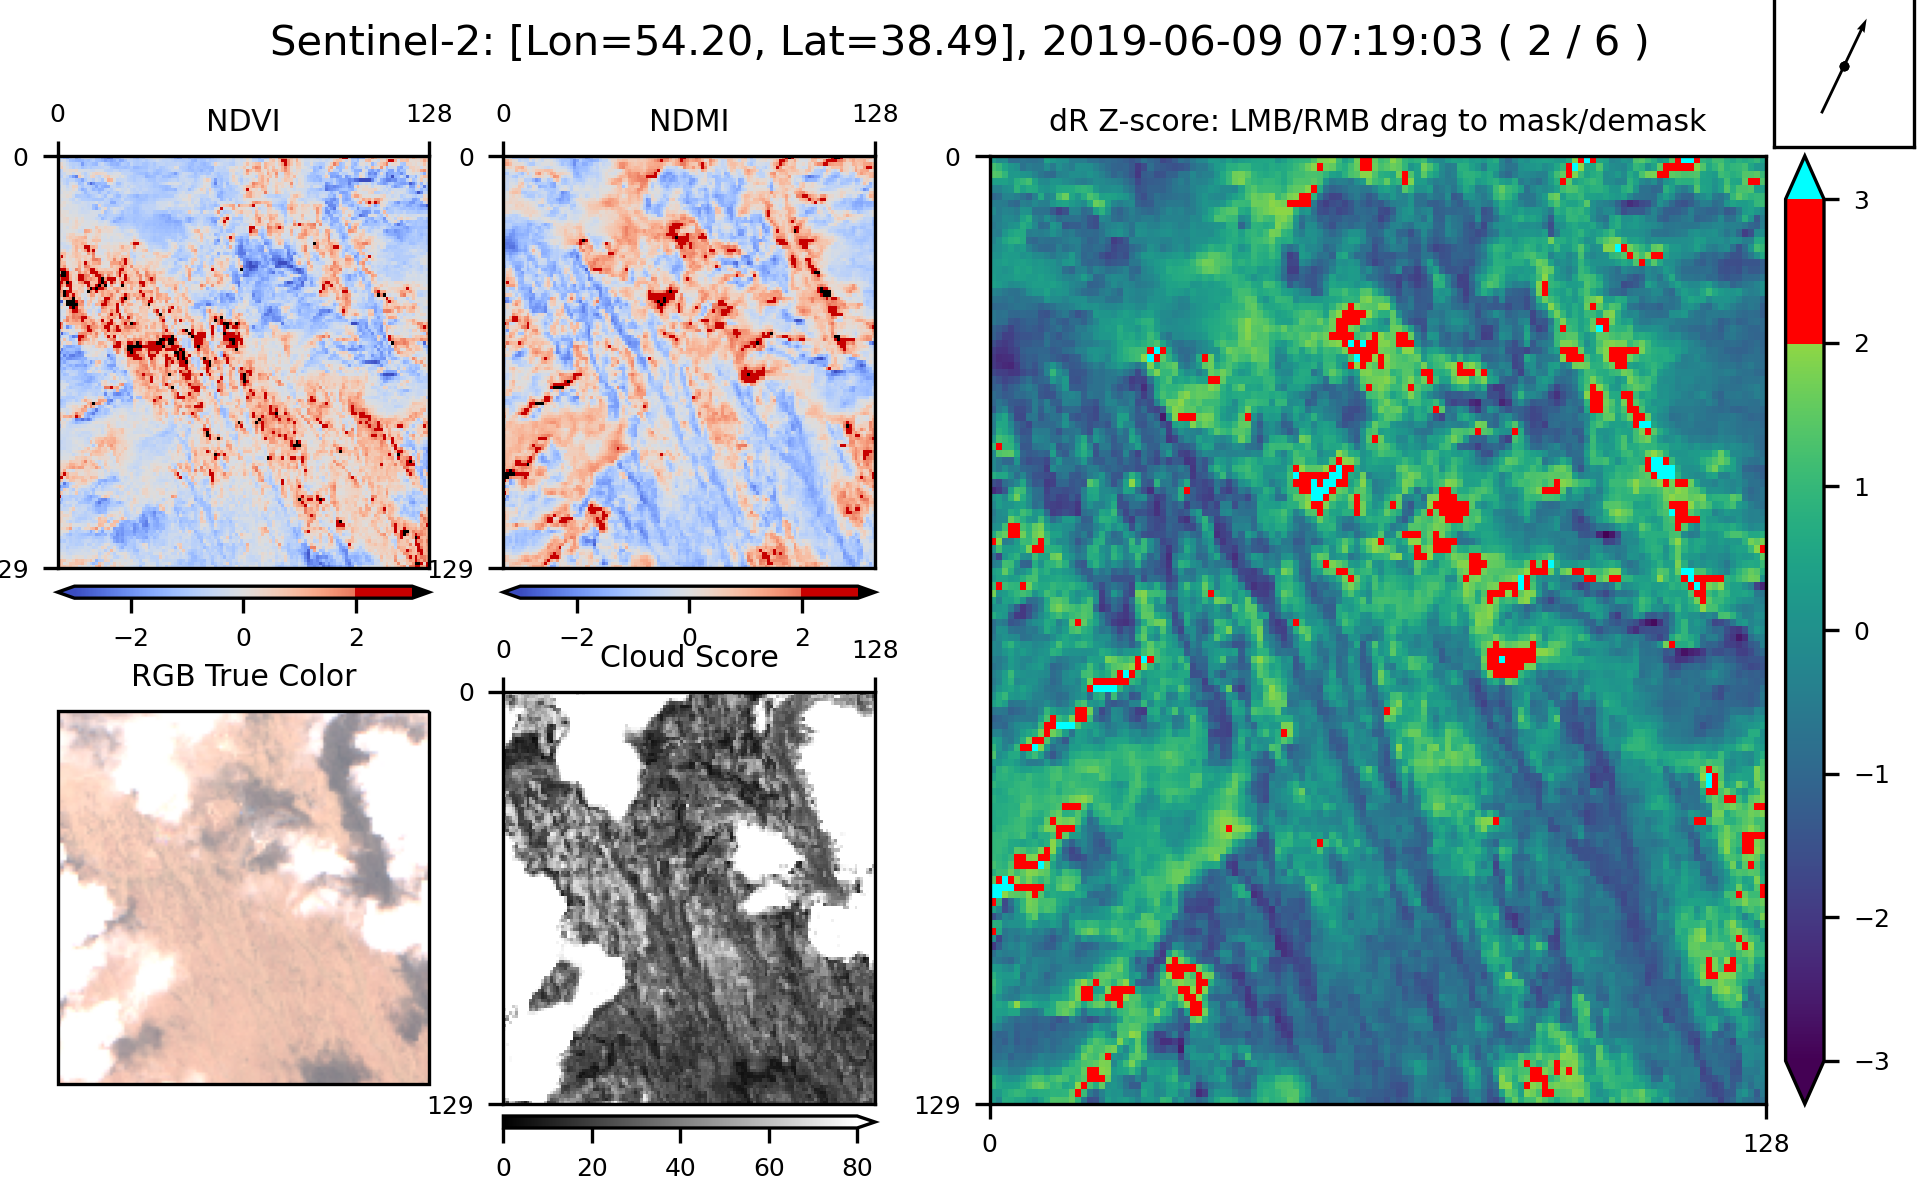 Sentinel-2: [Lon=54.20, Lat=38.49], 2019-06-09 07:19:03 ( 2 / 6 )
0 128
NDVI
0
29
−2 0 2
0 128
NDMI
0
129
−2 0 2
dR Z-score: LMB/RMB drag to mask/demask
0
129
0 128
3
2
1
0
−1
−2
−3
RGB True Color
0 128
Cloud Score
0
129
0 20 40 60 80